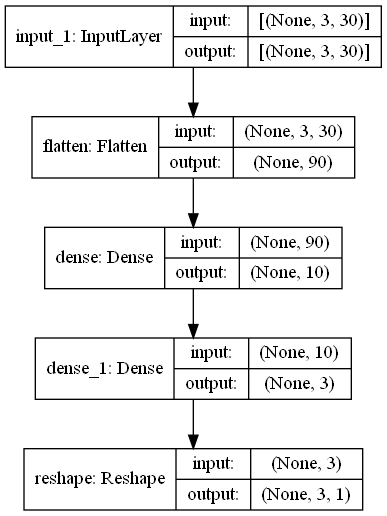 input_1: InputLayer
input:
[(None, 3, 30)]
output:
[(None, 3, 30)]
flatten: Flatten
input:
(None, 3, 30)
output:
(None, 90)
dense: Dense
input:
(None, 90)
output:
(None, 10)
dense_1: Dense
input:
(None, 10)
output:
(None, 3)
reshape: Reshape
input:
(None, 3)
output:
(None, 3, 1)